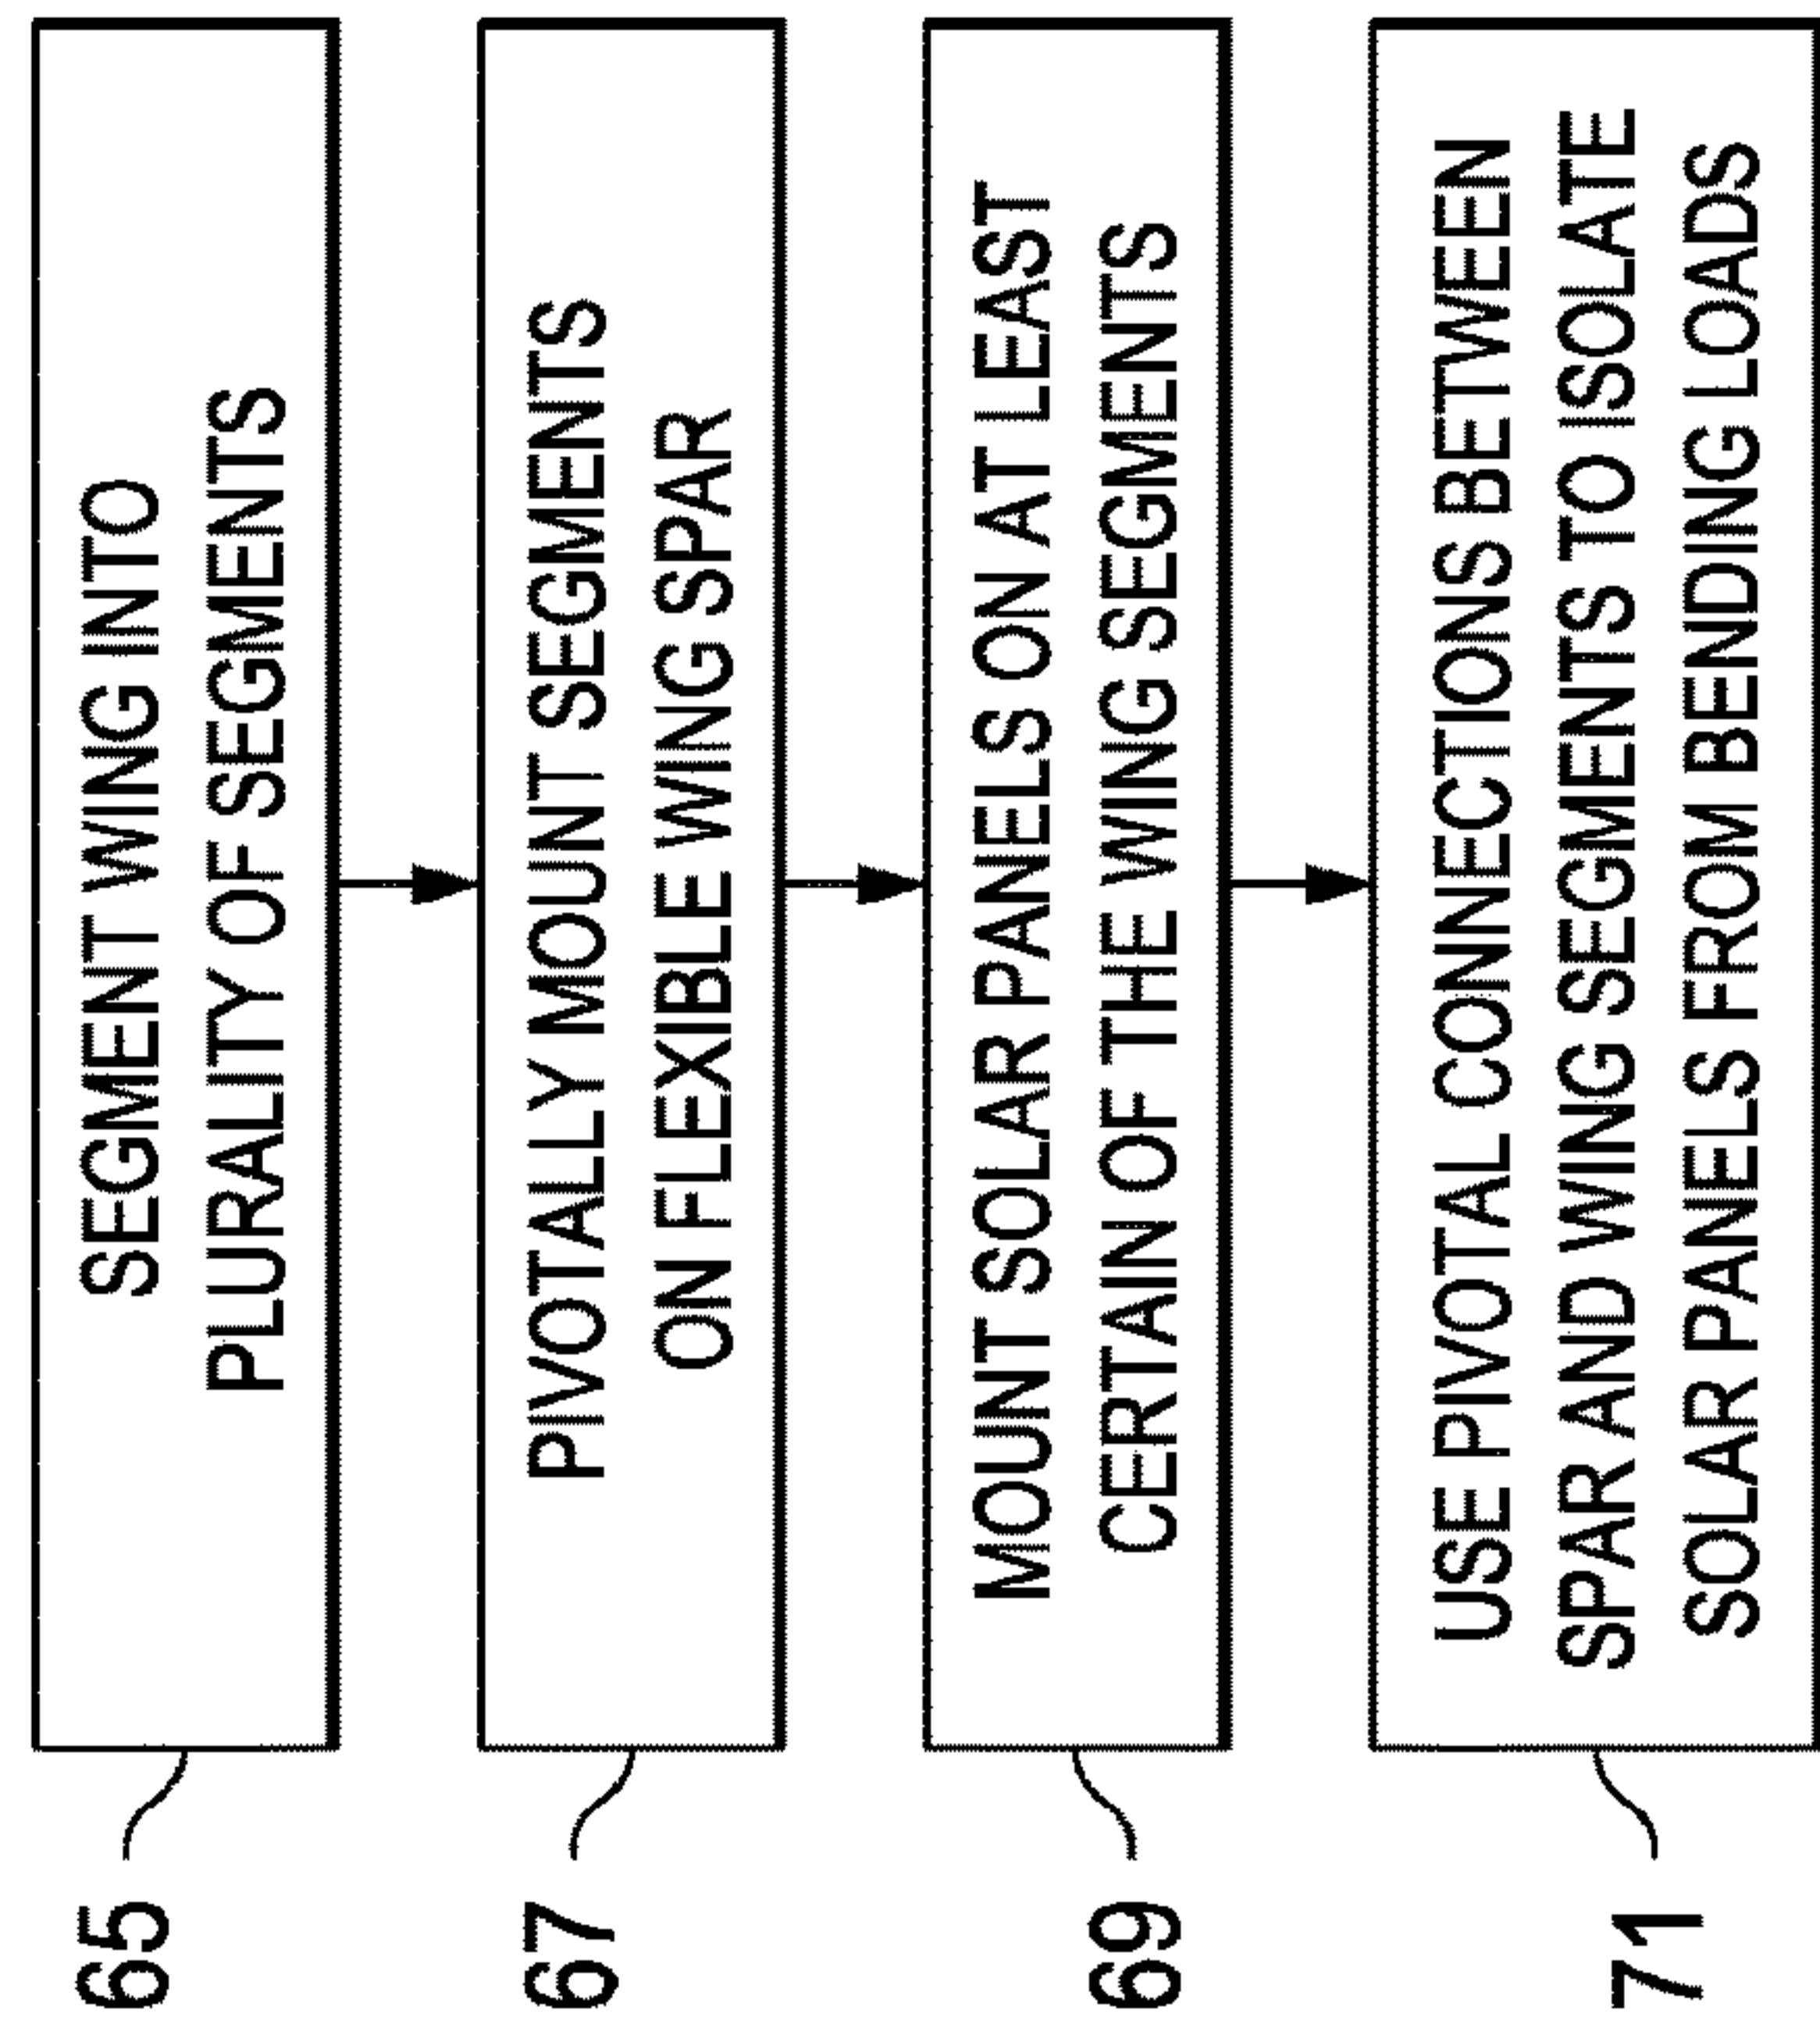 65
SEGMENT WING INTO
PLURALITY OF SEGMENTS
67
PIVOTALLY MOUNT SEGMENTS
ON FLEXIBLE WING SPAR
69
MOUNT SOLAR PANELS ON AT LEAST
CERTAIN OF THE WING SEGMENTS
71
USE PIVOTAL CONNECTIONS BETWEEN
SPAR AND WING SEGMENTS TO ISOLATE
SOLAR PANELS FROM BENDING LOADS